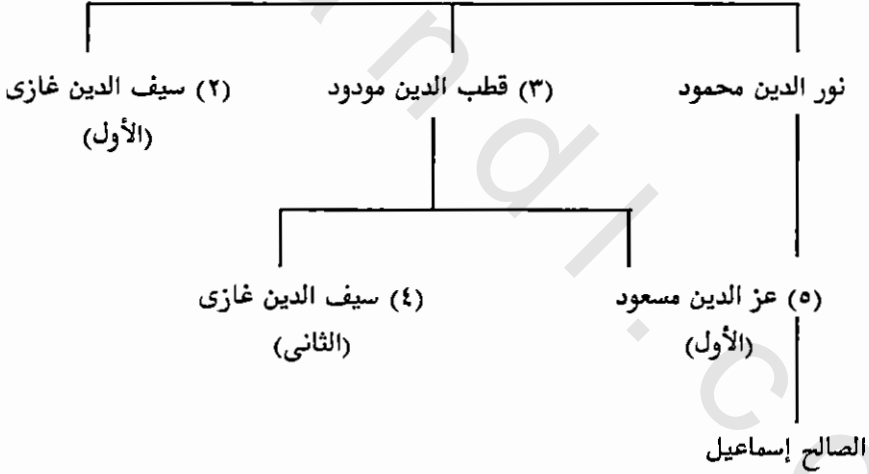 نور الدين محمود (٣) قطب الدين مودود (٢) سيف الدين غازى
(الأول)
(٥) عز الدين مسعود (٤) سيف الدين غازى
(الأول) (الثانى)
الصالح إسماعيل